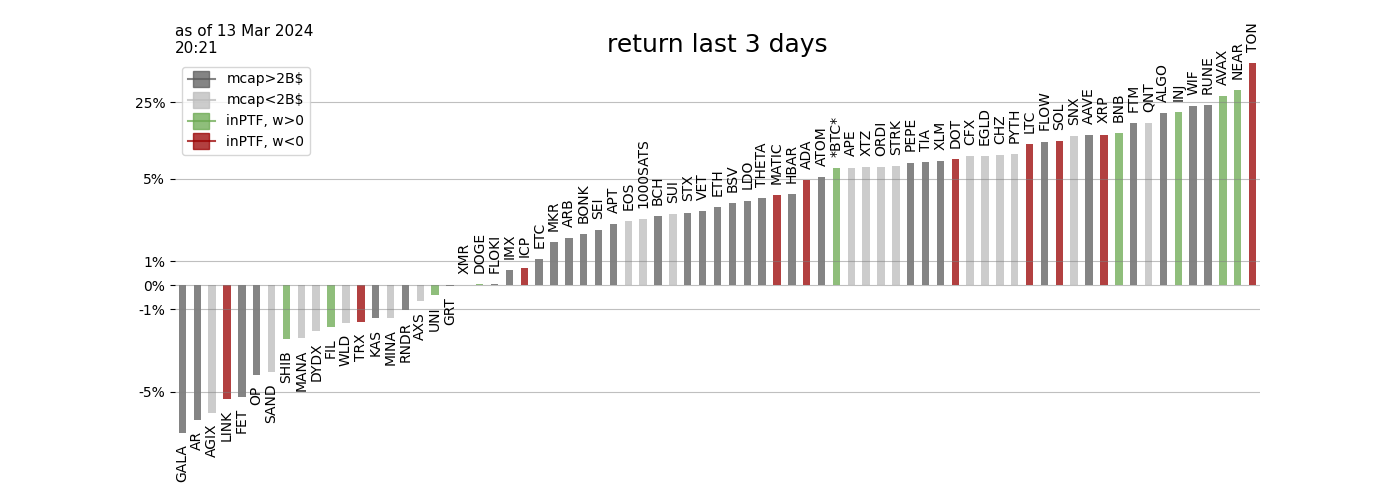 as of 13 Mar 2024
20:21
return last 3 days
mcap>2B$
mcap<2B$
inPTF, w>0
inPTF, w<0
25%
5%
1%
0%
-1%
-5%
GALA
AR
AGIX
LINK
FET
OP
SAND
SHIB
MANA
DYDX
FIL
WLD
TRX
KAS
MINA
RNDR
AXS
UNI
GRT
XMR
DOGE
FLOKI
IMX
ICP
ETC
MKR
ARB
BONK
SEI
APT
EOS
1000SATS
BCH
SUI
STX
VET
ETH
BSV
LDO
THETA
MATIC
HBAR
ADA
ATOM
*BTC*
APE
XTZ
ORDI
STRK
PEPE
TIA
XLM
DOT
CFX
EGLD
CHZ
PYTH
LTC
FLOW
SOL
SNX
AAVE
XRP
BNB
FTM
QNT
ALGO
INJ
WIF
RUNE
AVAX
NEAR
TON